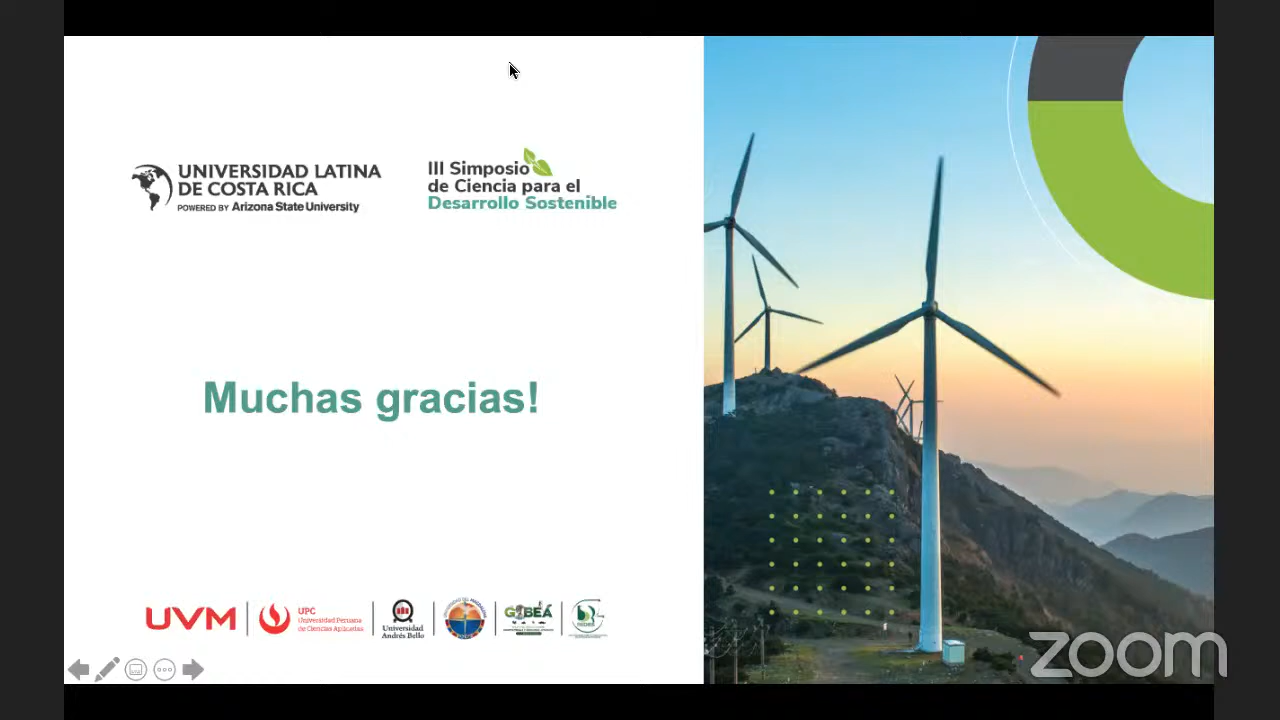 UNIVERSIDAD LATINA
DE COSTA RICA
POWERED BY Arizona State University
III Simposio
de Ciencia para el
Desarrollo Sostenible
Muchas gracias!
UVM
UPC
Universidad Peruana
de Ciencias Aplicadas
Universidad
Andrés Bello
zoom